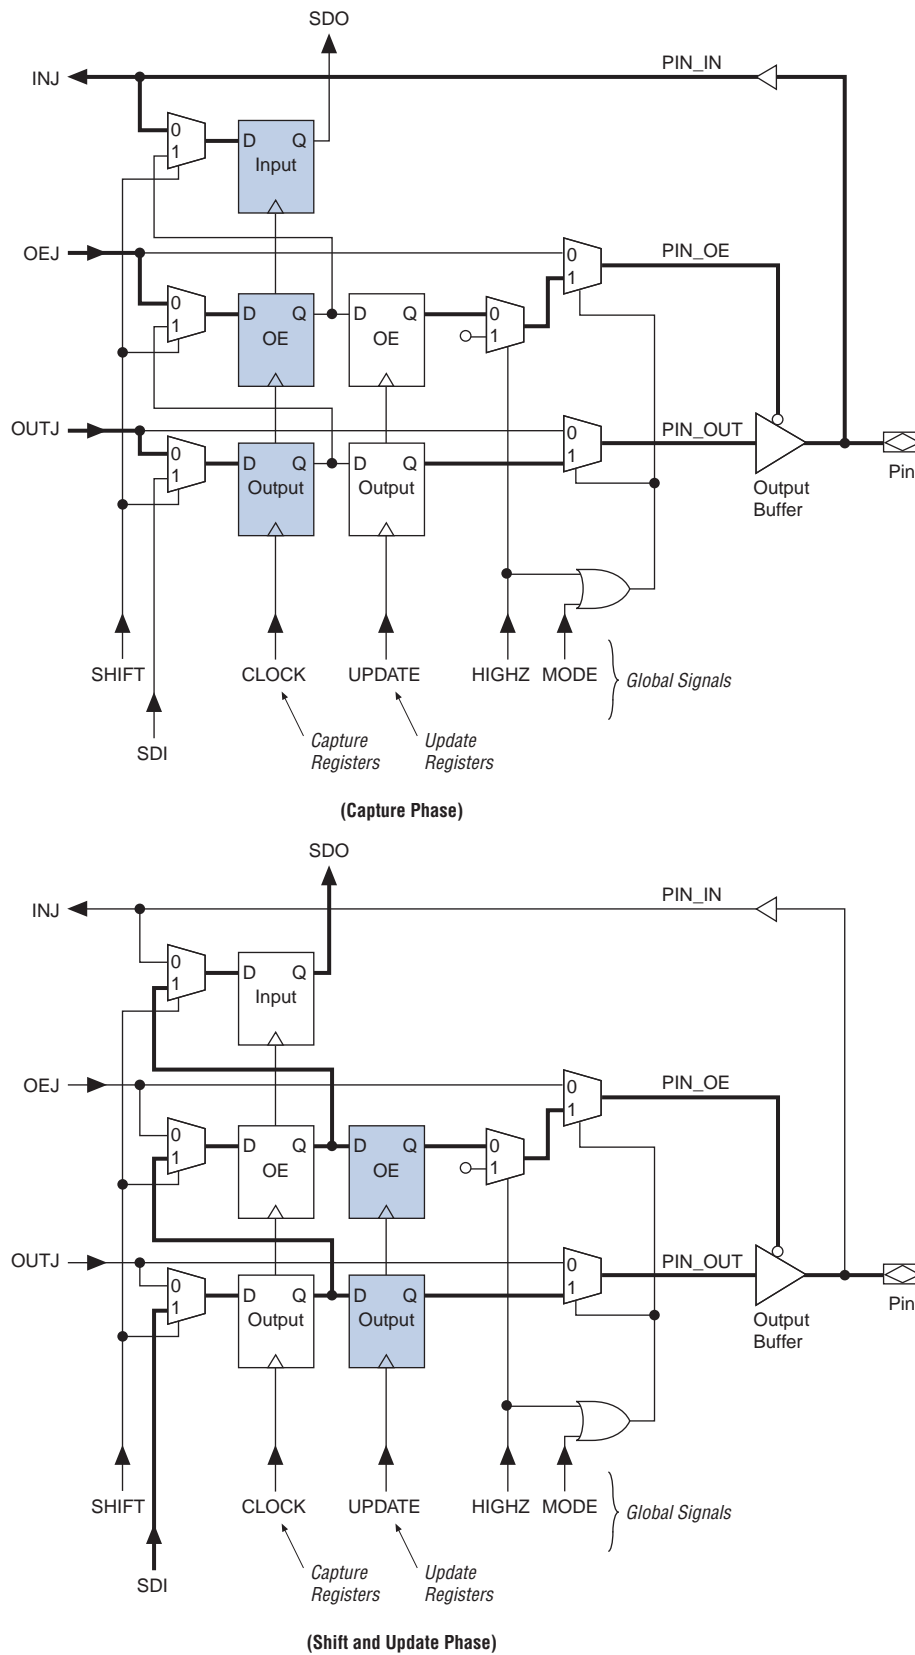 SDO
INJ
PIN_IN
0
1
D Q
Input
OEJ
0
1
PIN_OE
0
1
D Q
OE
D Q
OE
0
1
OUTJ
0
1
PIN_OUT
0
1
D Q
Output
D Q
Output
Output
Buffer
Pin
SHIFT
CLOCK
UPDATE
HIGHZ
MODE
Global Signals
SDI
Capture
Registers
Update
Registers
(Capture Phase)
SDO
INJ
PIN_IN
0
1
D Q
Input
OEJ
0
1
PIN_OE
0
1
D Q
OE
D Q
OE
0
1
OUTJ
0
1
PIN_OUT
0
1
D Q
Output
D Q
Output
Output
Buffer
Pin
SHIFT
CLOCK
UPDATE
HIGHZ
MODE
Global Signals
SDI
Capture
Registers
Update
Registers
(Shift and Update Phase)